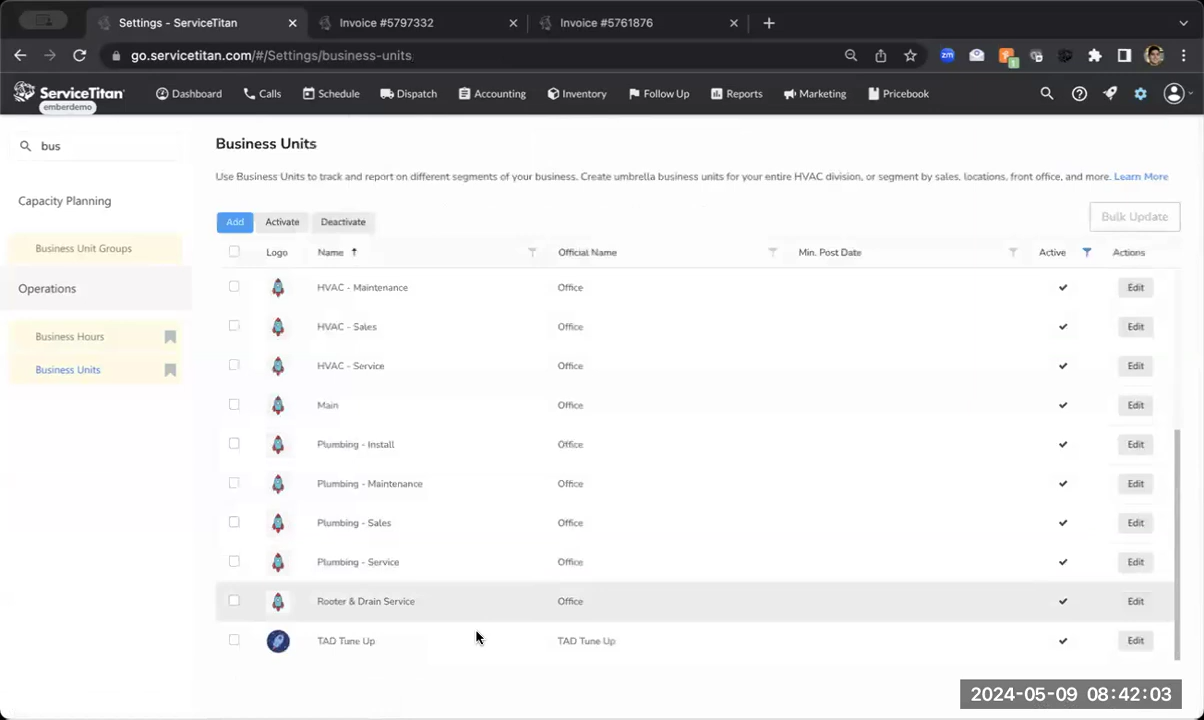 Settings - ServiceTitan
Invoice #5797332
Invoice #5761876
go.servicetitan.com/#/Settings/business-units
zm
1
ServiceTitan
emberdemo
Dashboard
Calls
Schedule
Dispatch
Accounting
Inventory
Follow Up
Reports
Marketing
Pricebook
bus
Capacity Planning
Business Unit Groups
Operations
Business Hours
Business Units
Business Units
Use Business Units to track and report on different segments of your business. Create umbrella business units for your entire HVAC division, or segment by sales, locations, front office, and more. Learn More
Add Activate Deactivate
Bulk Update
Logo Name Official Name Min. Post Date Active Actions
HVAC - Maintenance Office Edit
HVAC - Sales Office Edit
HVAC - Service Office Edit
Main Office Edit
Plumbing - Install Office Edit
Plumbing - Maintenance Office Edit
Plumbing - Sales Office Edit
Plumbing - Service Office Edit
Rooter & Drain Service Office Edit
TAD Tune Up TAD Tune Up Edit
2024-05-09 08:42:03